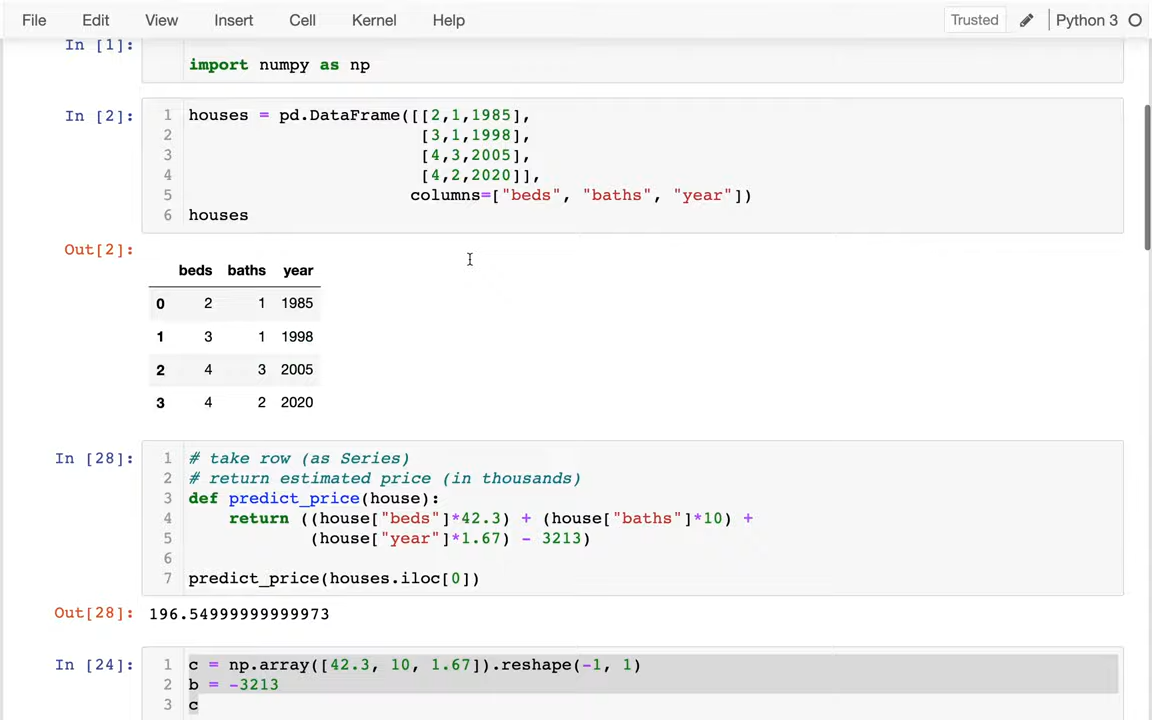 File Edit View Insert Cell Kernel Help Trusted Python 3
In [1]:
import numpy as np
In [2]:
1 houses = pd.DataFrame([[2,1,1985],
2 [3,1,1998],
3 [4,3,2005],
4 [4,2,2020]],
5 columns=["beds", "baths", "year"])
6 houses
Out[2]:
beds baths year
0 2 1 1985
1 3 1 1998
2 4 3 2005
3 4 2 2020
In [28]:
1 # take row (as Series)
2 # return estimated price (in thousands)
3 def predict_price(house):
4 return ((house["beds"]*42.3) + (house["baths"]*10) +
5 (house["year"]*1.67) - 3213)
6
7 predict_price(houses.iloc[0])
Out[28]: 196.54999999999973
In [24]:
1 c = np.array([42.3, 10, 1.67]).reshape(-1, 1)
2 b = -3213
3 c